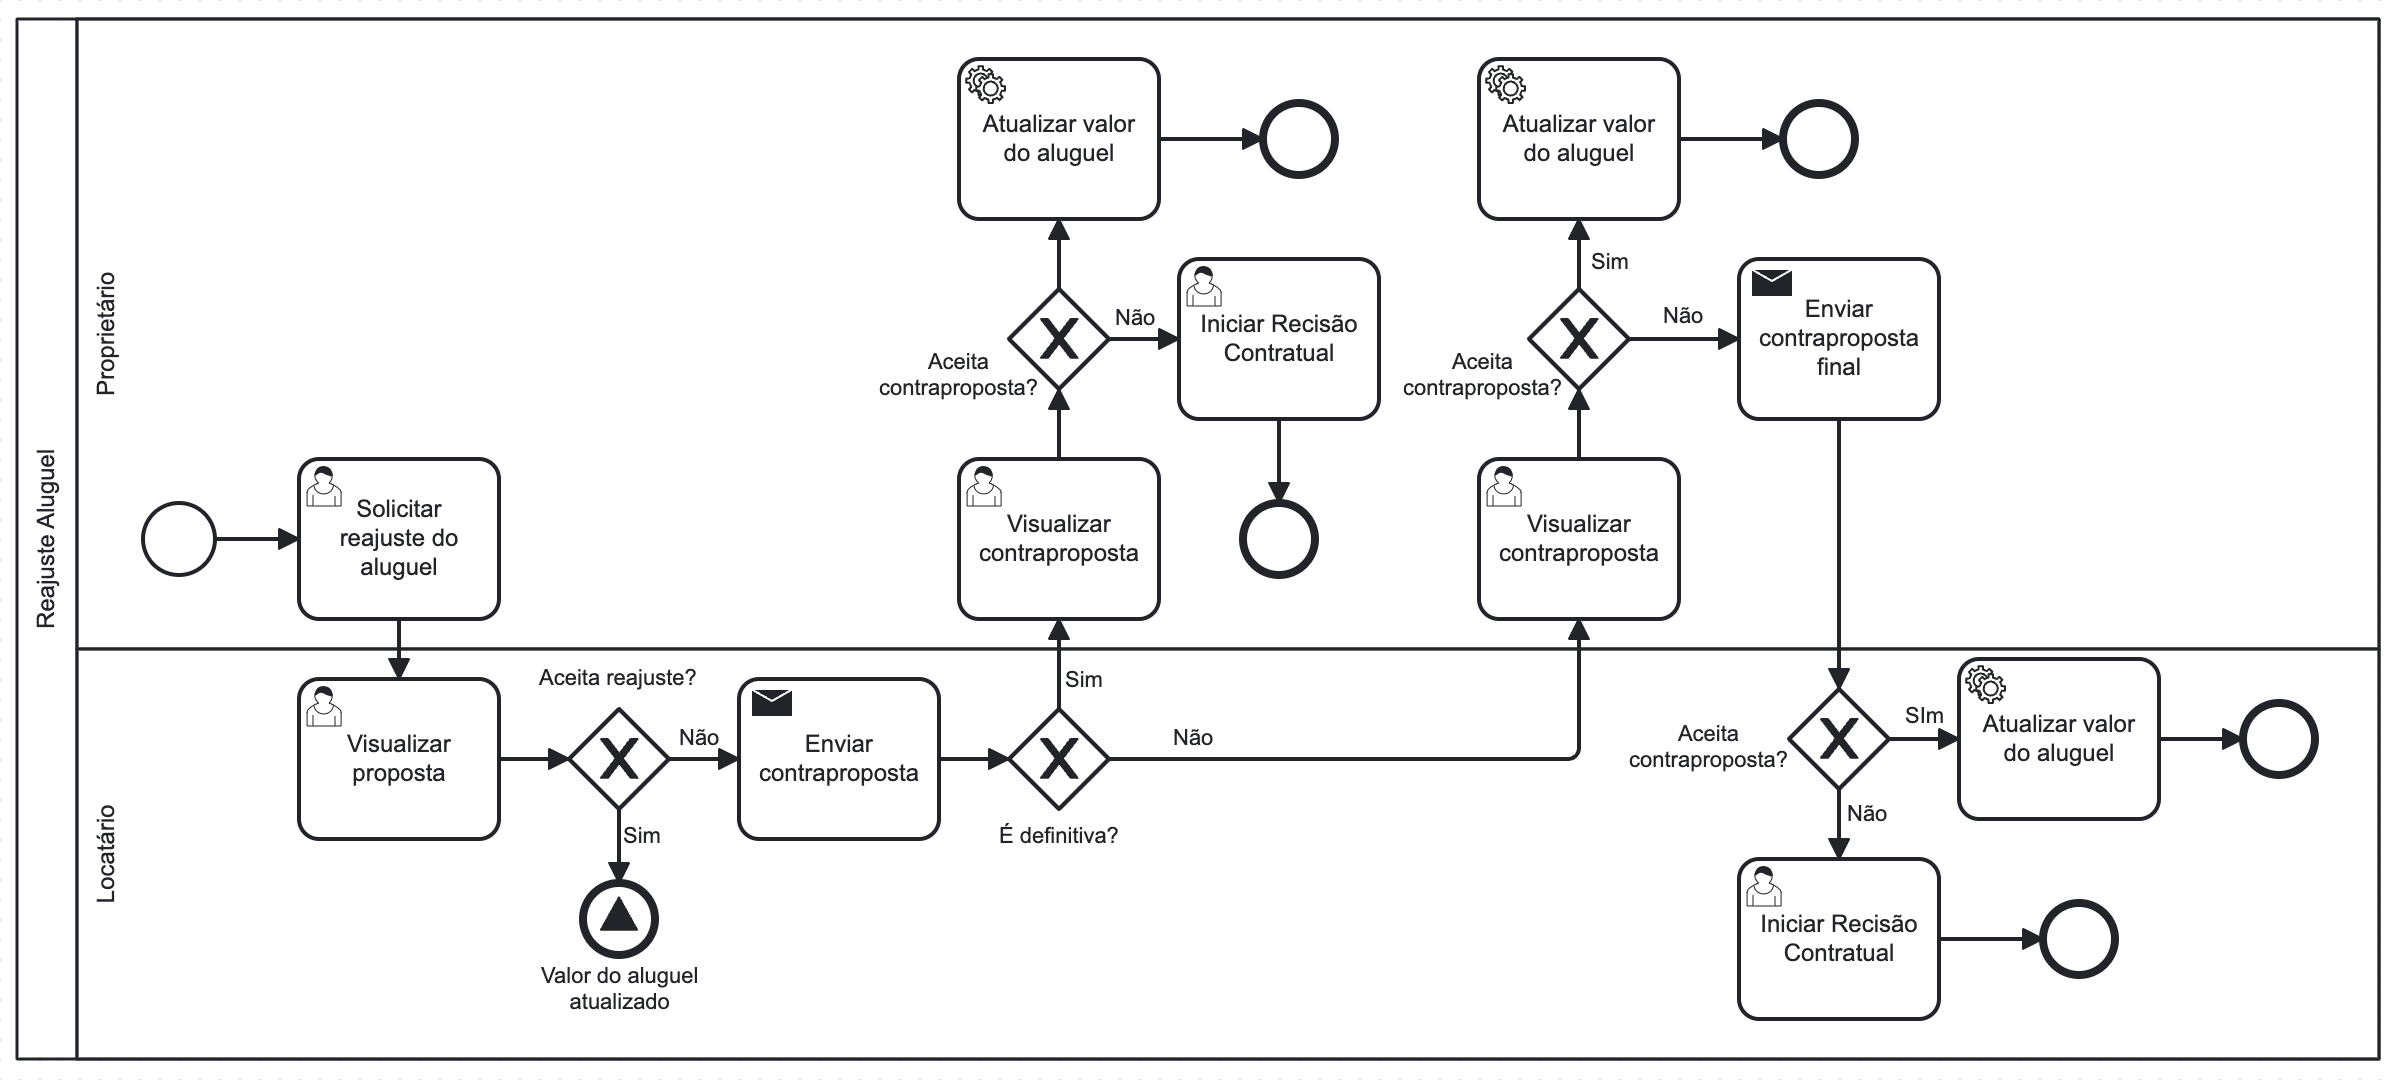 Reajuste Aluguel
Proprietário
Solicitar
reajuste do
aluguel
Atualizar valor
do aluguel
Aceita
contraproposta?
Não
Iniciar Recisão
Contratual
Visualizar
contraproposta
Atualizar valor
do aluguel
Sim
Aceita
contraproposta?
Não
Enviar
contraproposta
final
Visualizar
contraproposta
Locatário
Visualizar
proposta
Aceita reajuste?
Não
Sim
Valor do aluguel
atualizado
Enviar
contraproposta
Sim
É definitiva?
Não
Aceita
contraproposta?
SIm
Atualizar valor
do aluguel
Não
Iniciar Recisão
Contratual